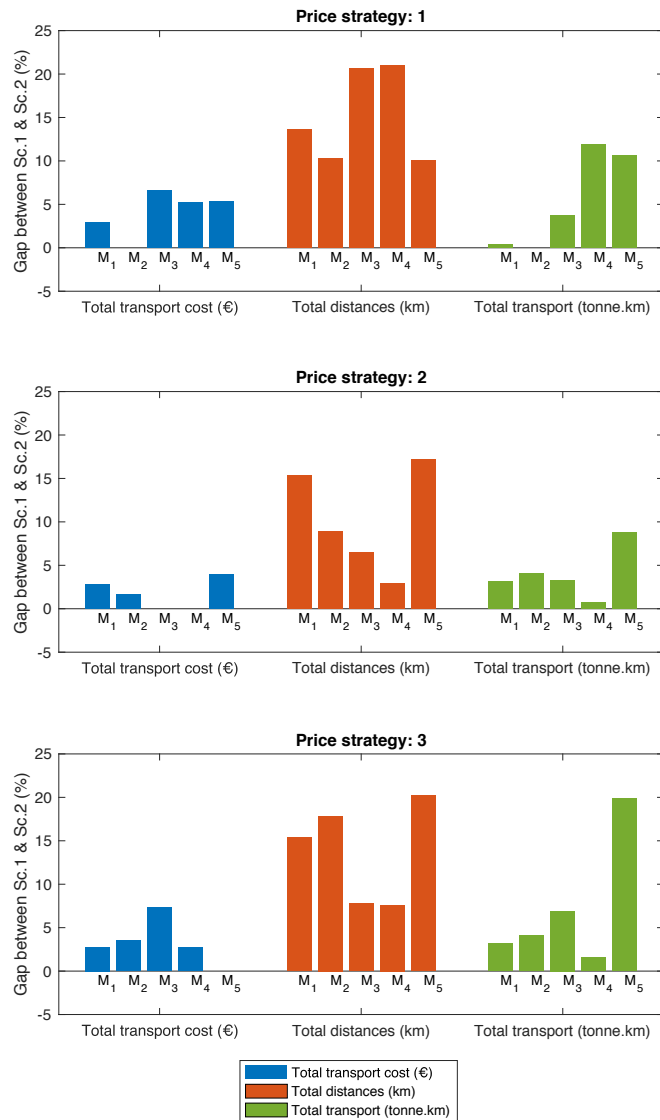 Price strategy: 1
Gap between Sc.1 & Sc.2 (%)
25
20
15
10
5
0
-5
M1 M2 M3 M4 M5 M1 M2 M3 M4 M5 M1 M2 M3 M4 M5
Total transport cost (€) Total distances (km) Total transport (tonne.km)
Price strategy: 2
Gap between Sc.1 & Sc.2 (%)
25
20
15
10
5
0
-5
M1 M2 M3 M4 M5 M1 M2 M3 M4 M5 M1 M2 M3 M4 M5
Total transport cost (€) Total distances (km) Total transport (tonne.km)
Price strategy: 3
Gap between Sc.1 & Sc.2 (%)
25
20
15
10
5
0
-5
M1 M2 M3 M4 M5 M1 M2 M3 M4 M5 M1 M2 M3 M4 M5
Total transport cost (€) Total distances (km) Total transport (tonne.km)
Total transport cost (€)
Total distances (km)
Total transport (tonne.km)